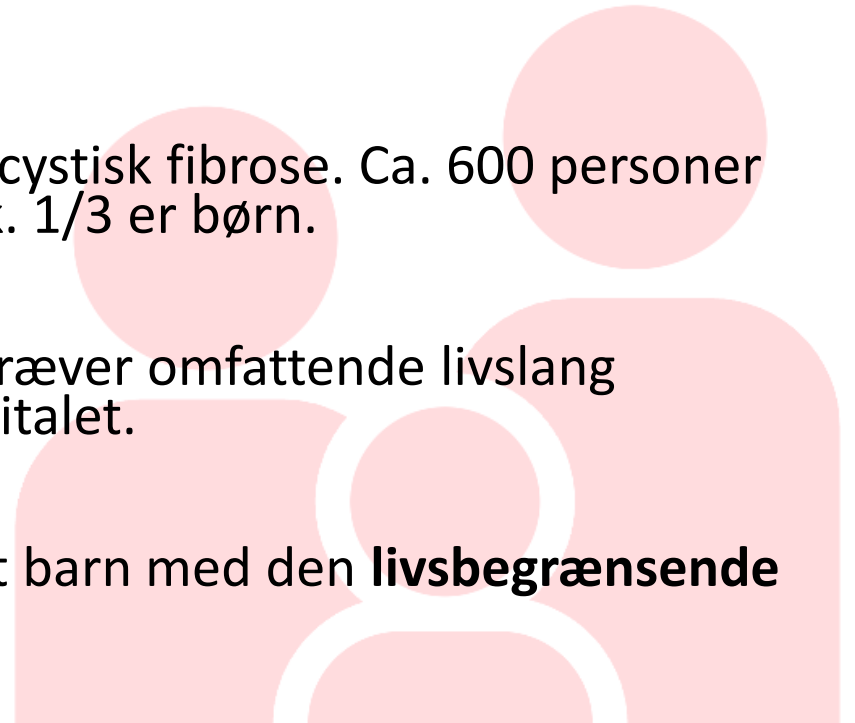 cystisk fibrose. Ca. 600 personer
. 1/3 er børn.
ræver omfattende livslang
italet.
t barn med den livsbegrænsende